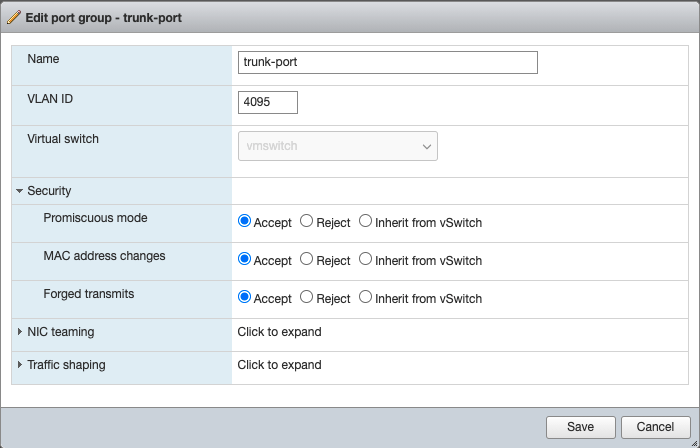 Edit port group - trunk-port
Name trunk-port
VLAN ID 4095
Virtual switch vmswitch
Security
Promiscuous mode Accept Reject Inherit from vSwitch
MAC address changes Accept Reject Inherit from vSwitch
Forged transmits Accept Reject Inherit from vSwitch
NIC teaming Click to expand
Traffic shaping Click to expand
Save Cancel